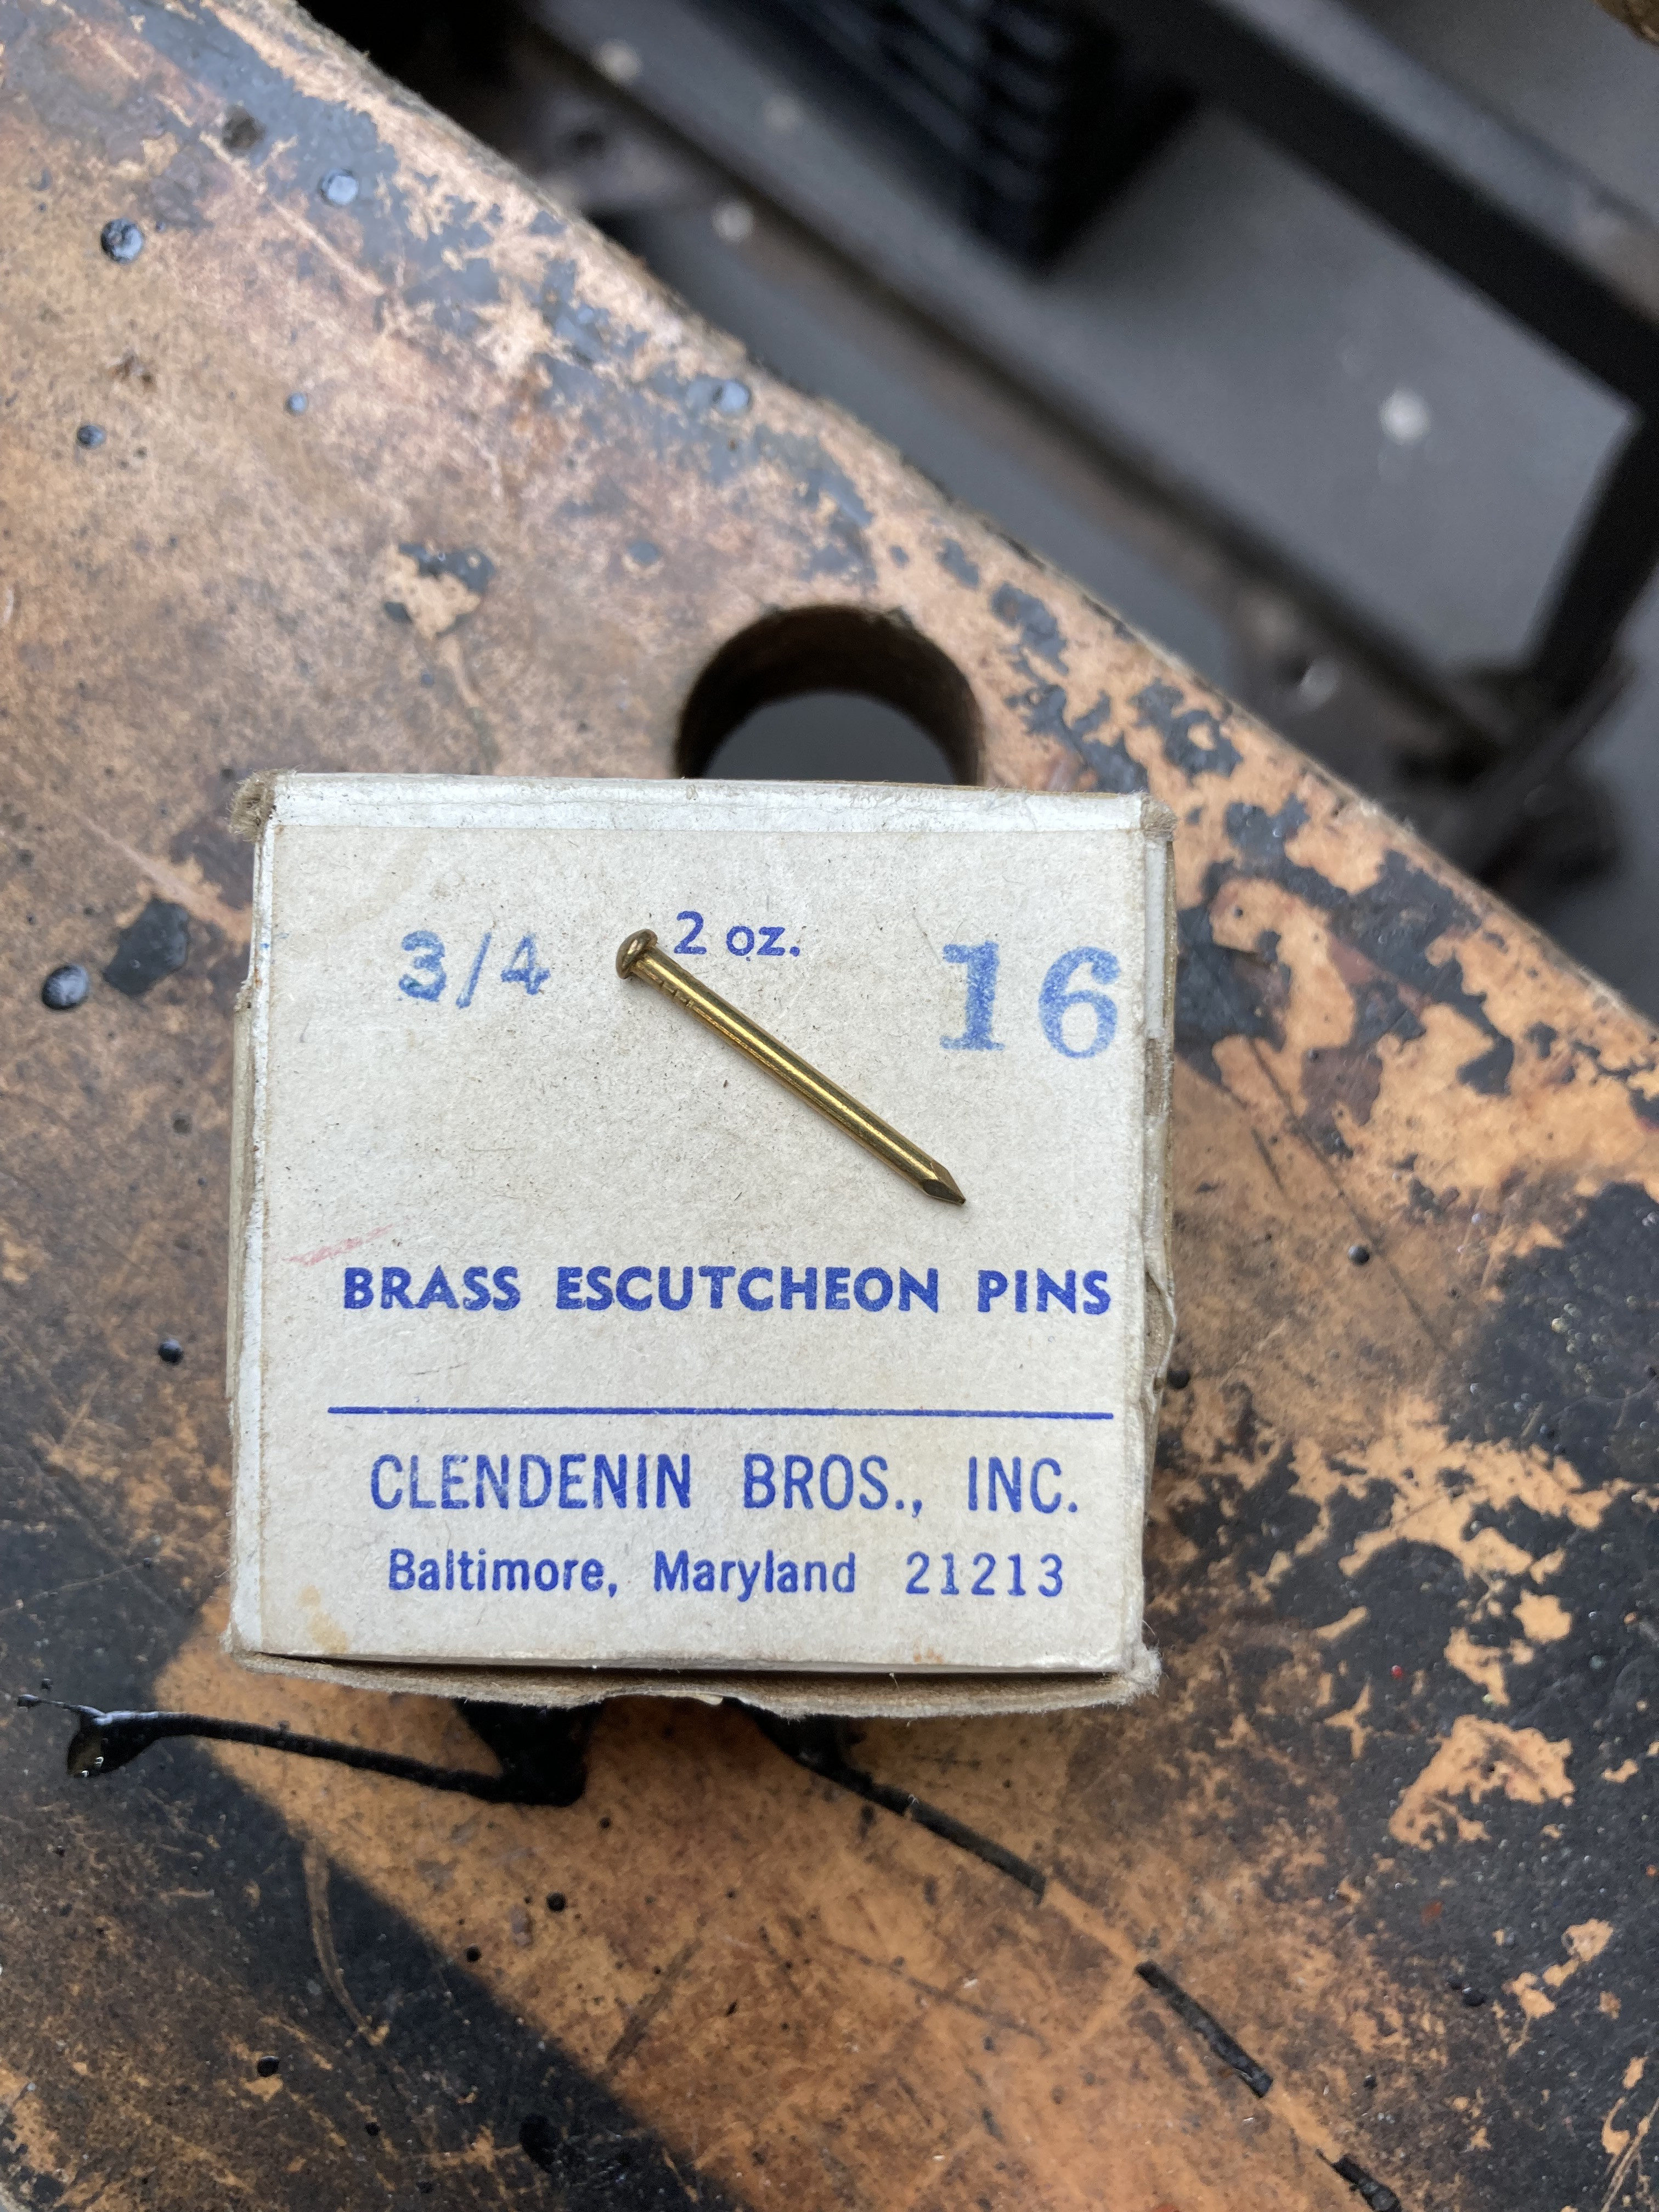 3/4 2 oz. 16
BRASS ESCUTCHEON PINS
CLENDENIN BROS., INC.
Baltimore, Maryland 21213